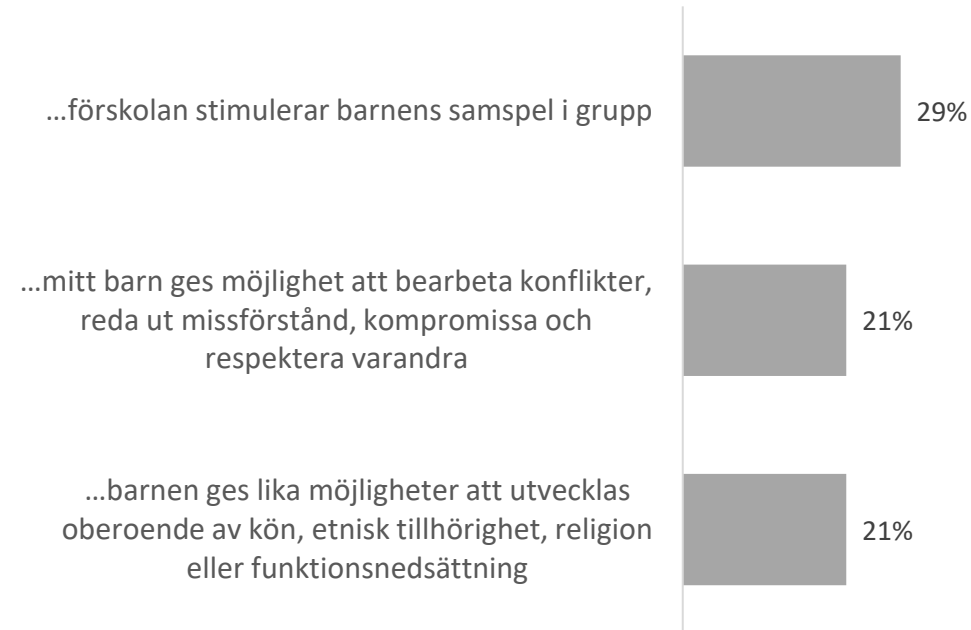 …förskolan stimulerar barnens samspel i grupp
29%
…mitt barn ges möjlighet att bearbeta konflikter,
reda ut missförstånd, kompromissa och
respektera varandra
21%
…barnen ges lika möjligheter att utvecklas
oberoende av kön, etnisk tillhörighet, religion
eller funktionsnedsättning
21%